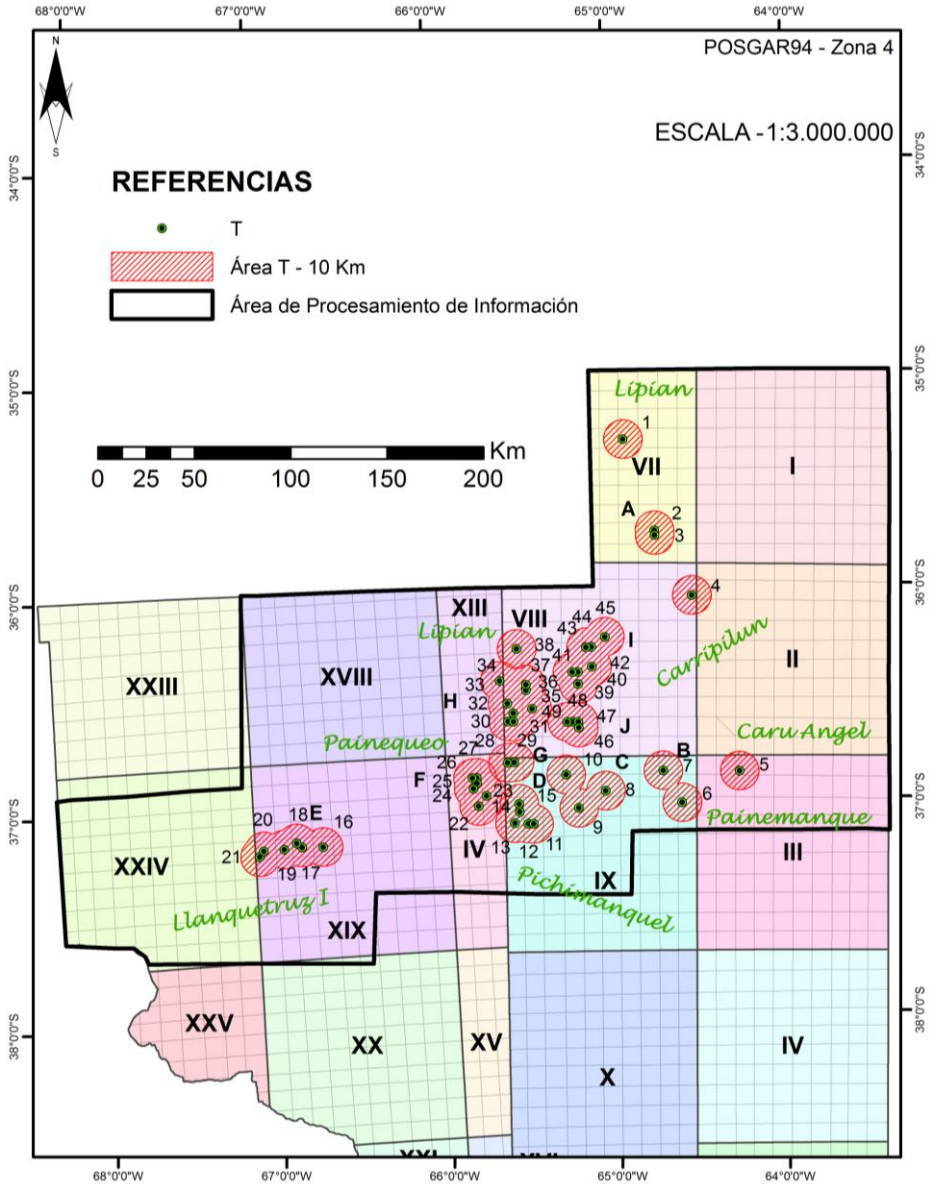 68°0'0"W 67°0'0"W 66°0'0"W 65°0'0"W 64°0'0"W
POSGAR94 - Zona 4
N
S
ESCALA -1:3.000.000
34°0'0"S 34°0'0"S
REFERENCIAS
T
Área T - 10 Km
Área de Procesamiento de Información
35°0'0"S 35°0'0"S
Lipian
1
Km
VII I
0 25 50 100 150 200
A 2
3
36°0'0"S 36°0'0"S
4
XIII VIII 44 45
Lipian 43 I
38 Carripilun
XXIII XVIII 34 37 41 42 II
33 36 40
H 32 35 39
30 31 49 48 47 Caru Angel
Painequeo 28 29 46 J
27 G B
26 10 C 7 5
F 25 D 8
24 23 15 6
37°0'0"S 37°0'0"S
22 14 9 Painemanque
20 18 E 16 13 12 11
21 19 17 IV III
XXIV IX
Llanquetruz I Pichimanquel
XIX
XXV XX XV X IV
38°0'0"S 38°0'0"S
68°0'0"W 67°0'0"W 66°0'0"W 65°0'0"W 64°0'0"W